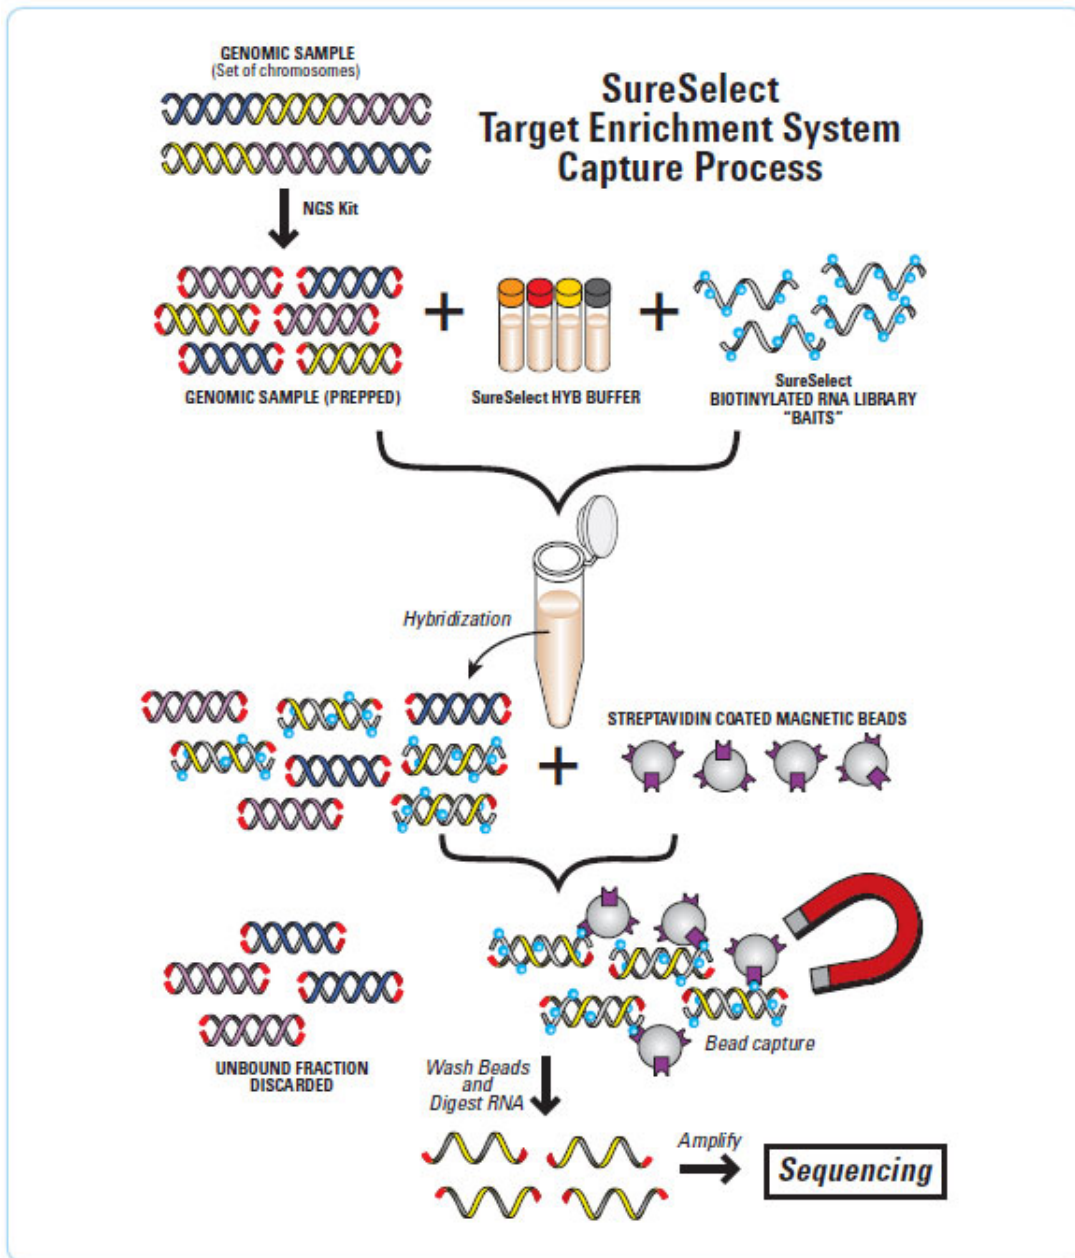 GENOMIC SAMPLE
(Set of chromosomes)
SureSelect
Target Enrichment System
Capture Process
NGS Kit
GENOMIC SAMPLE (PREPPED)
SureSelect HYB BUFFER
SureSelect
BIOTINYLATED RNA LIBRARY
“BAITS”
Hybridization
STREPTAVIDIN COATED MAGNETIC BEADS
Bead capture
UNBOUND FRACTION
DISCARDED
Wash Beads
and
Digest RNA
Amplify
Sequencing